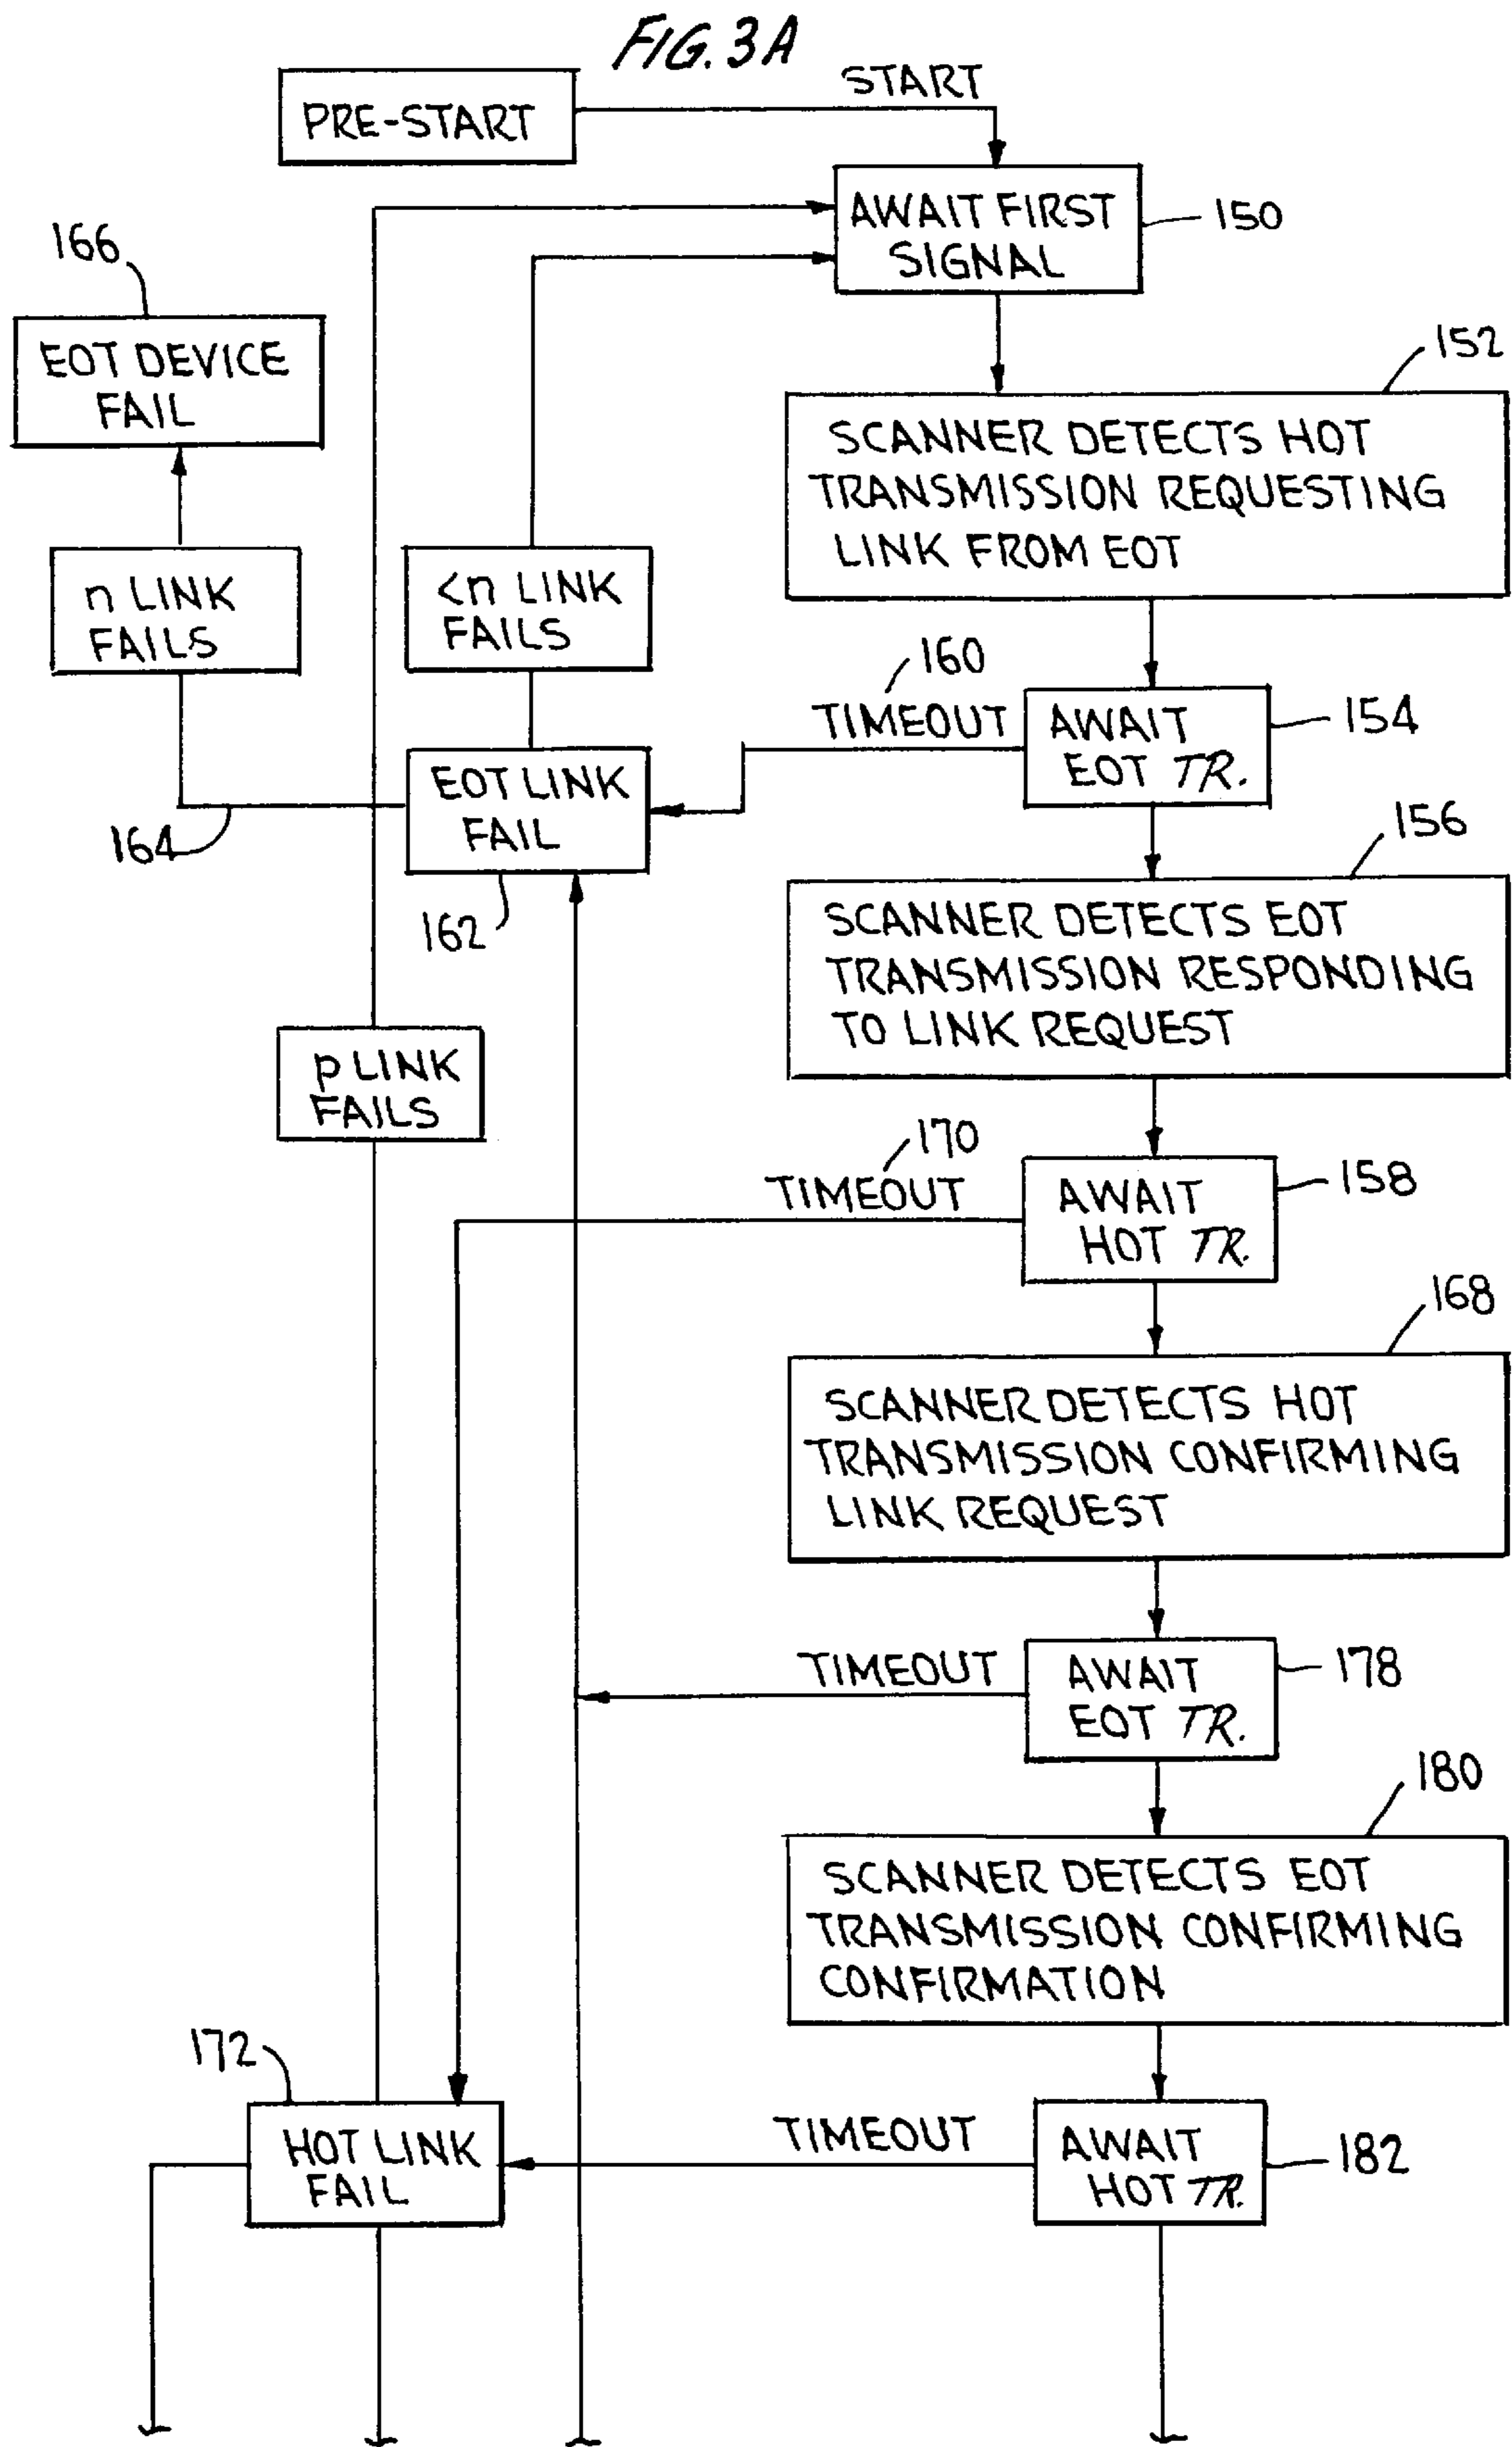 FIG. 3A
PRE-START
START
AWAIT FIRST
SIGNAL
150
166
EOT DEVICE
FAIL
152
SCANNER DETECTS HOT
TRANSMISSION REQUESTING
LINK FROM EOT
n LINK
FAILS
<n LINK
FAILS
160
TIMEOUT
AWAIT
EOT TR.
154
EOT LINK
FAIL
164
162
156
SCANNER DETECTS EOT
TRANSMISSION RESPONDING
TO LINK REQUEST
p LINK
FAILS
170
TIMEOUT
AWAIT
HOT TR.
158
168
SCANNER DETECTS HOT
TRANSMISSION CONFIRMING
LINK REQUEST
TIMEOUT
AWAIT
EOT TR.
178
180
SCANNER DETECTS EOT
TRANSMISSION CONFIRMING
CONFIRMATION
172
HOT LINK
FAIL
TIMEOUT
AWAIT
HOT TR.
182